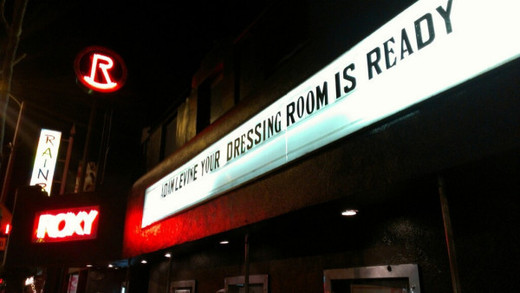 R
RAINB
ROXY
ADAM LEVINE YOUR DRESSING ROOM IS READY